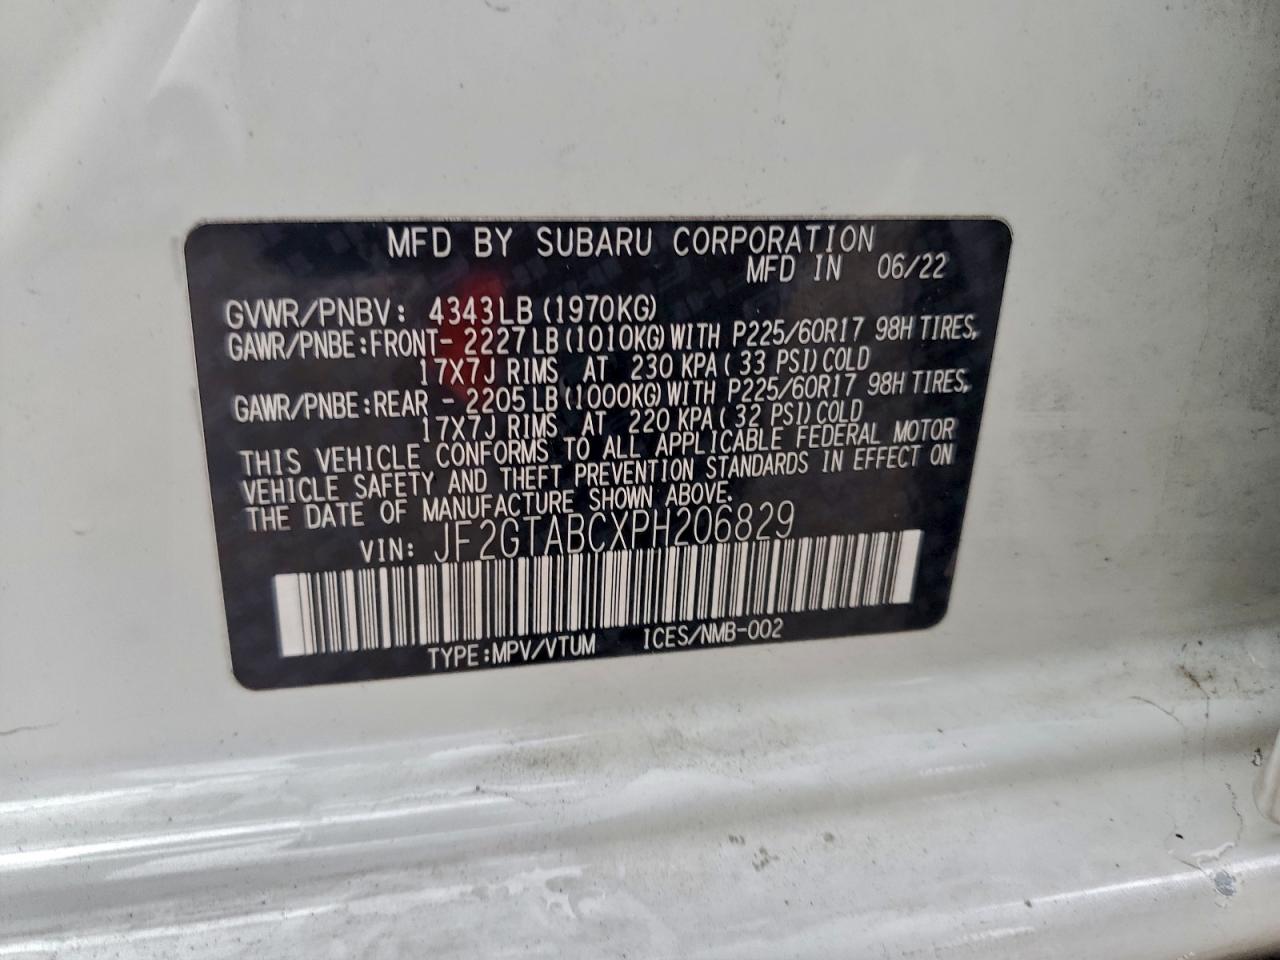 MFD BY SUBARU CORPORATION
MFD IN 06/22
GVWR/PNBV: 4343LB (1970KG)
GAWR/PNBE:FRONT- 2227LB (1010KG) WITH P225/60R17 98H TIRES,
17X7J RIMS AT 230 KPA (33 PSI) COLD
GAWR/PNBE:REAR - 2205LB (1000KG) WITH P225/60R17 98H TIRES,
17X7J RIMS AT 220 KPA (32 PSI) COLD
THIS VEHICLE CONFORMS TO ALL APPLICABLE FEDERAL MOTOR
VEHICLE SAFETY AND THEFT PREVENTION STANDARDS IN EFFECT ON
THE DATE OF MANUFACTURE SHOWN ABOVE.
VIN: JF2GTABCXPH206829
TYPE:MPV/VTUM ICES/NMB-002